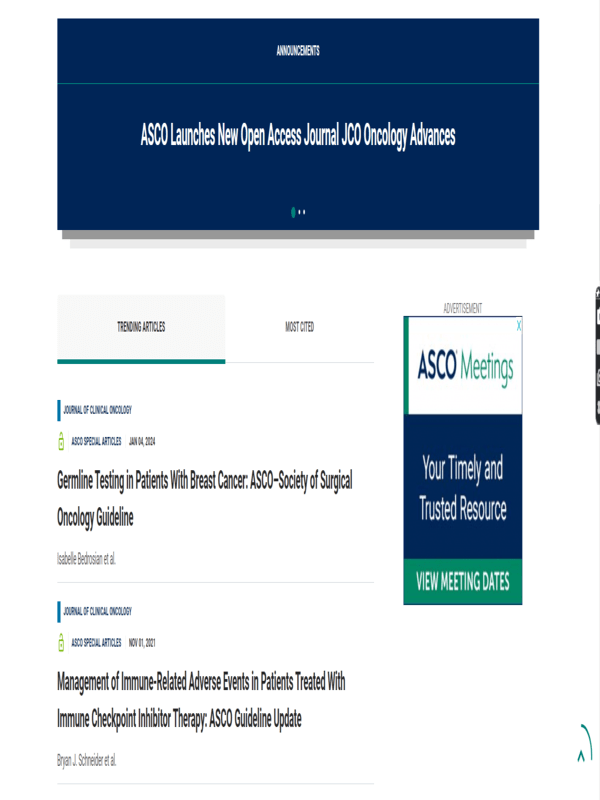 ANNOUNCEMENTS
ASCO Launches New Open Access Journal JCO Oncology Advances
TRENDING ARTICLES
MOST CITED
JOURNAL OF CLINICAL ONCOLOGY
ASCO SPECIAL ARTICLES JAN 04, 2024
Germline Testing in Patients With Breast Cancer: ASCO–Society of Surgical
Oncology Guideline
Isabelle Bedrosian et al.
JOURNAL OF CLINICAL ONCOLOGY
ASCO SPECIAL ARTICLES NOV 01, 2021
Management of Immune-Related Adverse Events in Patients Treated With
Immune Checkpoint Inhibitor Therapy: ASCO Guideline Update
Bryan J. Schneider et al.
ADVERTISEMENT
ASCO Meetings
Your Timely and
Trusted Resource
VIEW MEETING DATES